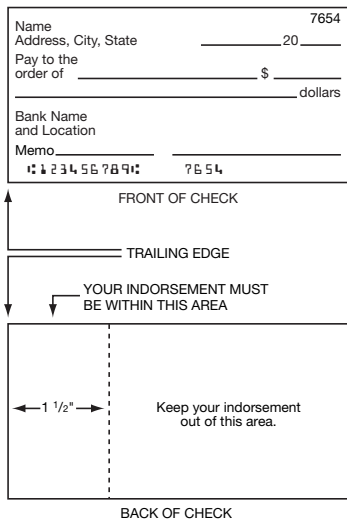 7654
Name
Address, City, State 20
Pay to the
order of $
dollars
Bank Name
and Location
Memo
⑆123456789⑆ 7654
FRONT OF CHECK
TRAILING EDGE
YOUR INDORSEMENT MUST
BE WITHIN THIS AREA
1 1/2"
Keep your indorsement
out of this area.
BACK OF CHECK